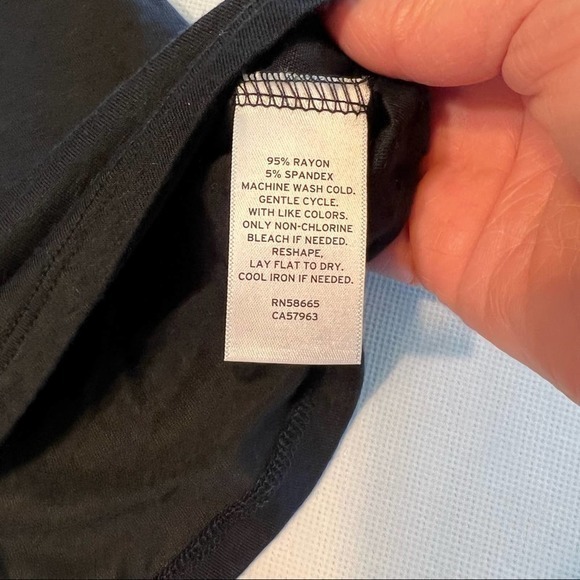 95% RAYON
5% SPANDEX
MACHINE WASH COLD.
GENTLE CYCLE.
WITH LIKE COLORS.
ONLY NON-CHLORINE
BLEACH IF NEEDED.
RESHAPE,
LAY FLAT TO DRY.
COOL IRON IF NEEDED.
RN58665
CA57963